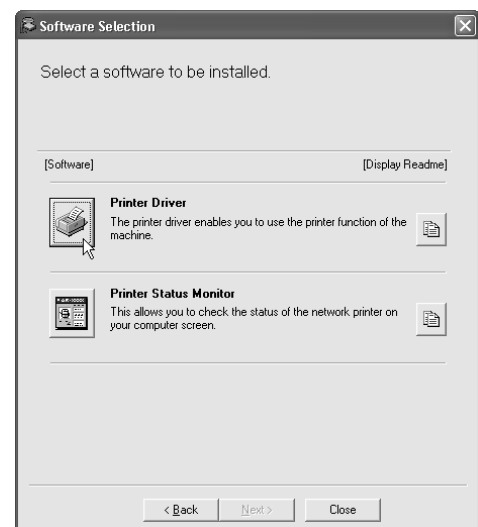 Software Selection
Select a software to be installed.
[Software] [Display Readme]
Printer Driver
The printer driver enables you to use the printer function of the
machine.
Printer Status Monitor
This allows you to check the status of the network printer on
your computer screen.
< Back Next > Close